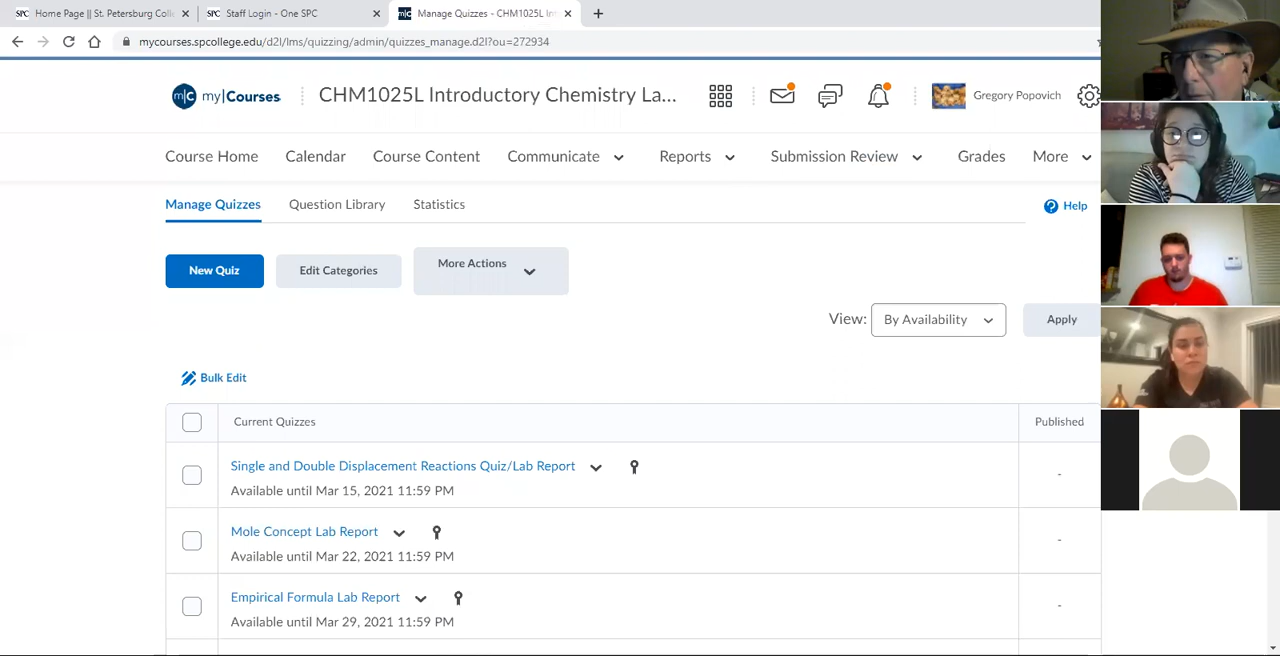 SPC Home Page || St. Petersburg Colle
SPC Staff Login - One SPC
m|c Manage Quizzes - CHM1025L In
mycourses.spcollege.edu/d2l/lms/quizzing/admin/quizzes_manage.d2l?ou=272934
m|c my|Courses CHM1025L Introductory Chemistry La... Gregory Popovich
Course Home Calendar Course Content Communicate Reports Submission Review Grades More
Manage Quizzes Question Library Statistics ? Help
New Quiz Edit Categories More Actions
View: By Availability Apply
Bulk Edit
Current Quizzes Published
Single and Double Displacement Reactions Quiz/Lab Report -
Available until Mar 15, 2021 11:59 PM
Mole Concept Lab Report -
Available until Mar 22, 2021 11:59 PM
Empirical Formula Lab Report -
Available until Mar 29, 2021 11:59 PM